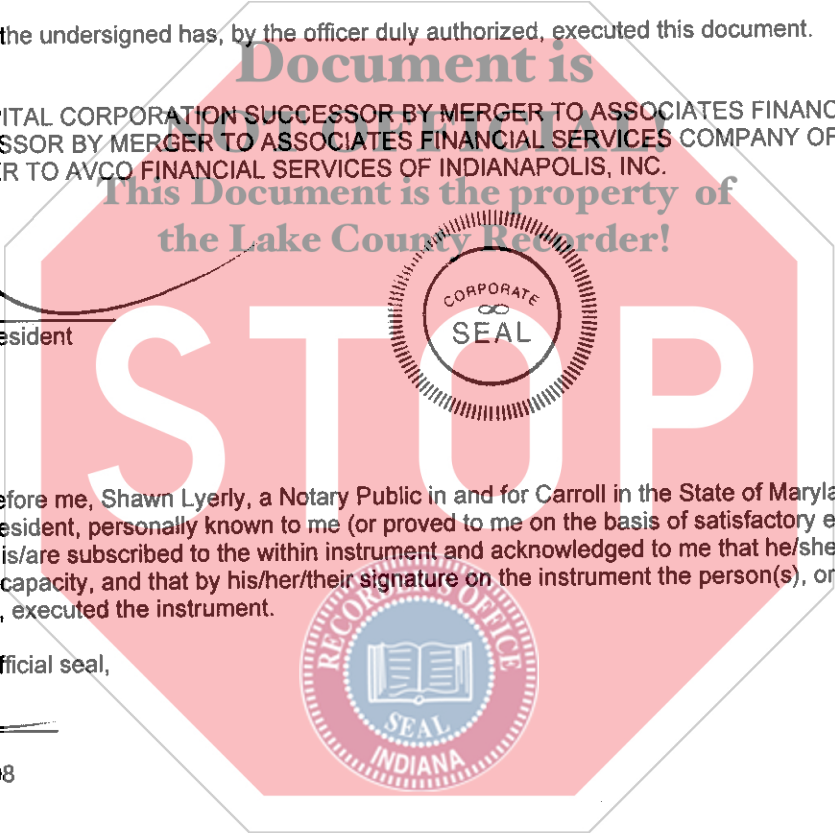 the undersigned has, by the officer duly authorized, executed this document.
Document is
PITAL CORPORATION SUCCESSOR BY MERGER TO ASSOCIATES FINANC
NOT OFFICIAL!
SSOR BY MERGER TO ASSOCIATES FINANCIAL SERVICES COMPANY OF
R TO AVCO FINANCIAL SERVICES OF INDIANAPOLIS, INC.
This Document is the property of
the Lake County Recorder!
CORPORATE
SEAL
esident
STOP
efore me, Shawn Lyerly, a Notary Public in and for Carroll in the State of Maryla
esident, personally known to me (or proved to me on the basis of satisfactory e
is/are subscribed to the within instrument and acknowledged to me that he/she
capacity, and that by his/her/their signature on the instrument the person(s), or
, executed the instrument.
RECORDER'S OFFICE
SEAL
INDIANA
fficial seal,
8